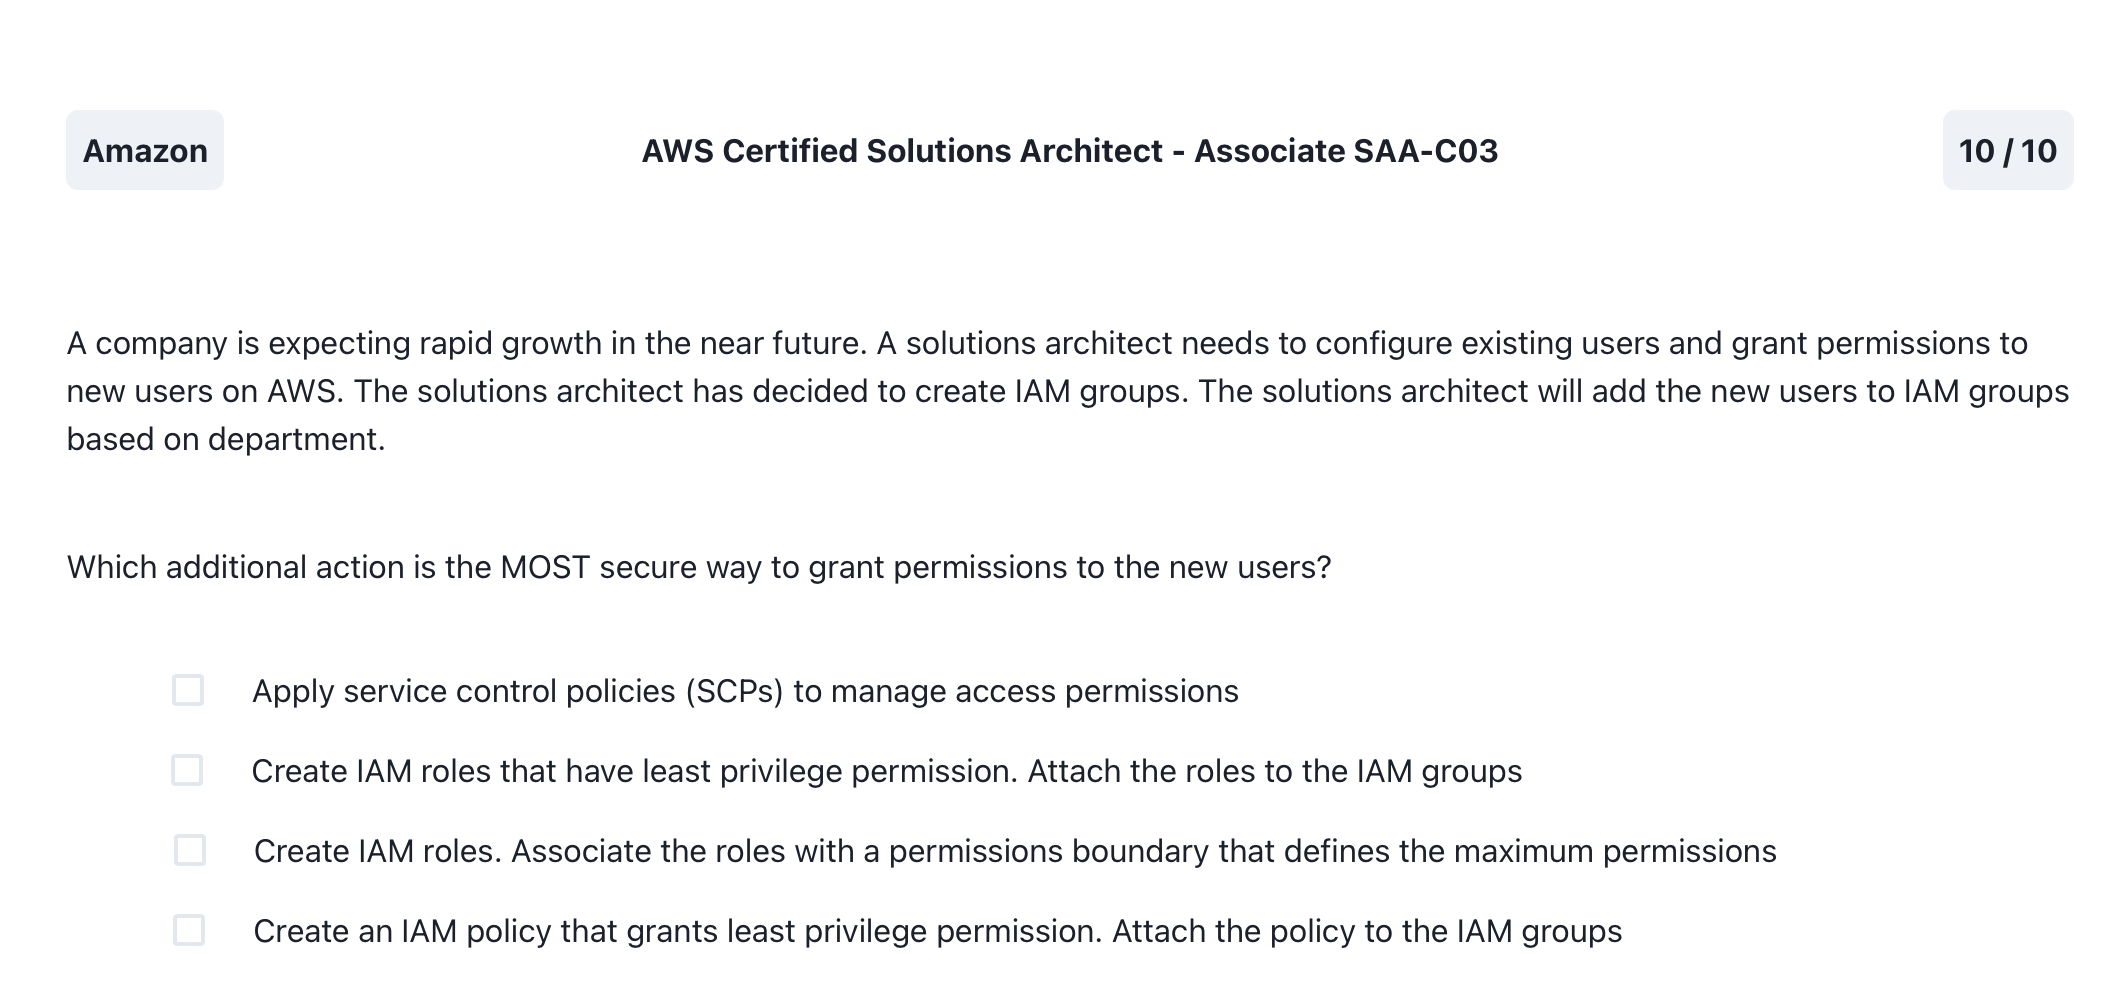 Amazon
AWS Certified Solutions Architect - Associate SAA-C03
10 / 10
A company is expecting rapid growth in the near future. A solutions architect needs to configure existing users and grant permissions to
new users on AWS. The solutions architect has decided to create IAM groups. The solutions architect will add the new users to IAM groups
based on department.
Which additional action is the MOST secure way to grant permissions to the new users?
Apply service control policies (SCPs) to manage access permissions
Create IAM roles that have least privilege permission. Attach the roles to the IAM groups
Create IAM roles. Associate the roles with a permissions boundary that defines the maximum permissions
Create an IAM policy that grants least privilege permission. Attach the policy to the IAM groups